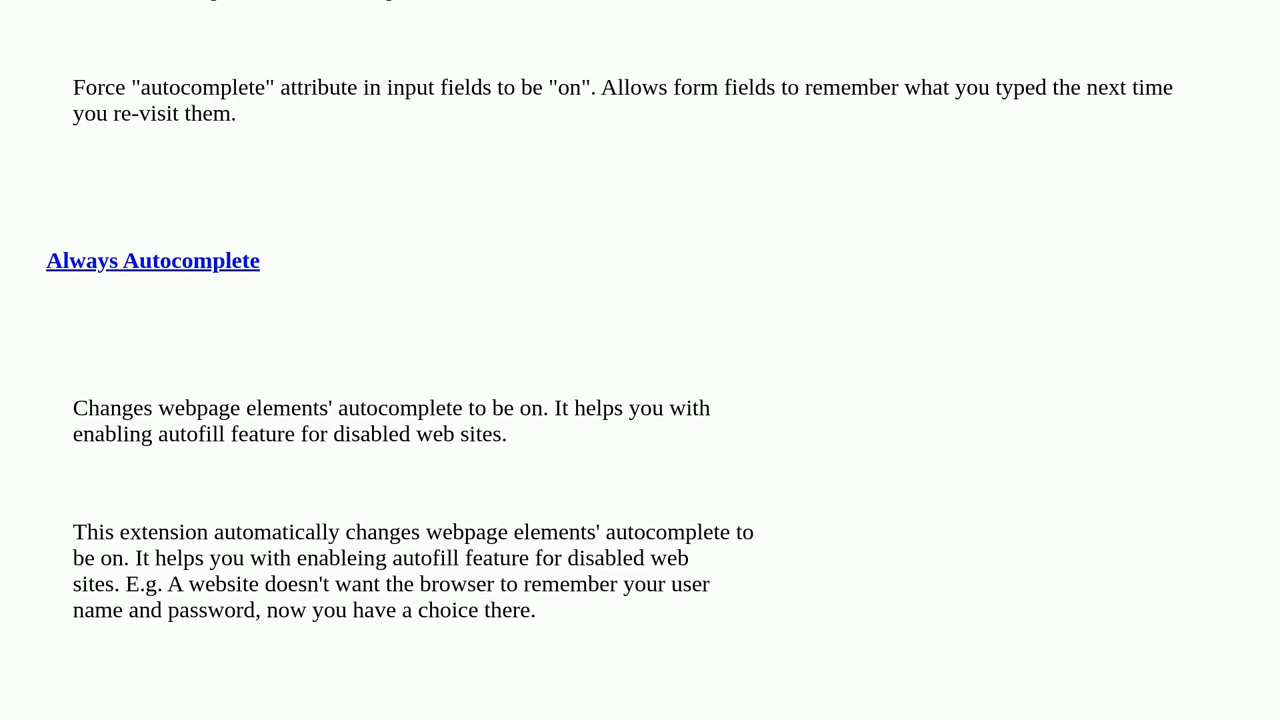 Force "autocomplete" attribute in input fields to be "on". Allows form fields to remember what you typed the next time
you re-visit them.
Always Autocomplete
Changes webpage elements' autocomplete to be on. It helps you with
enabling autofill feature for disabled web sites.
This extension automatically changes webpage elements' autocomplete to
be on. It helps you with enableing autofill feature for disabled web
sites. E.g. A website doesn't want the browser to remember your user
name and password, now you have a choice there.